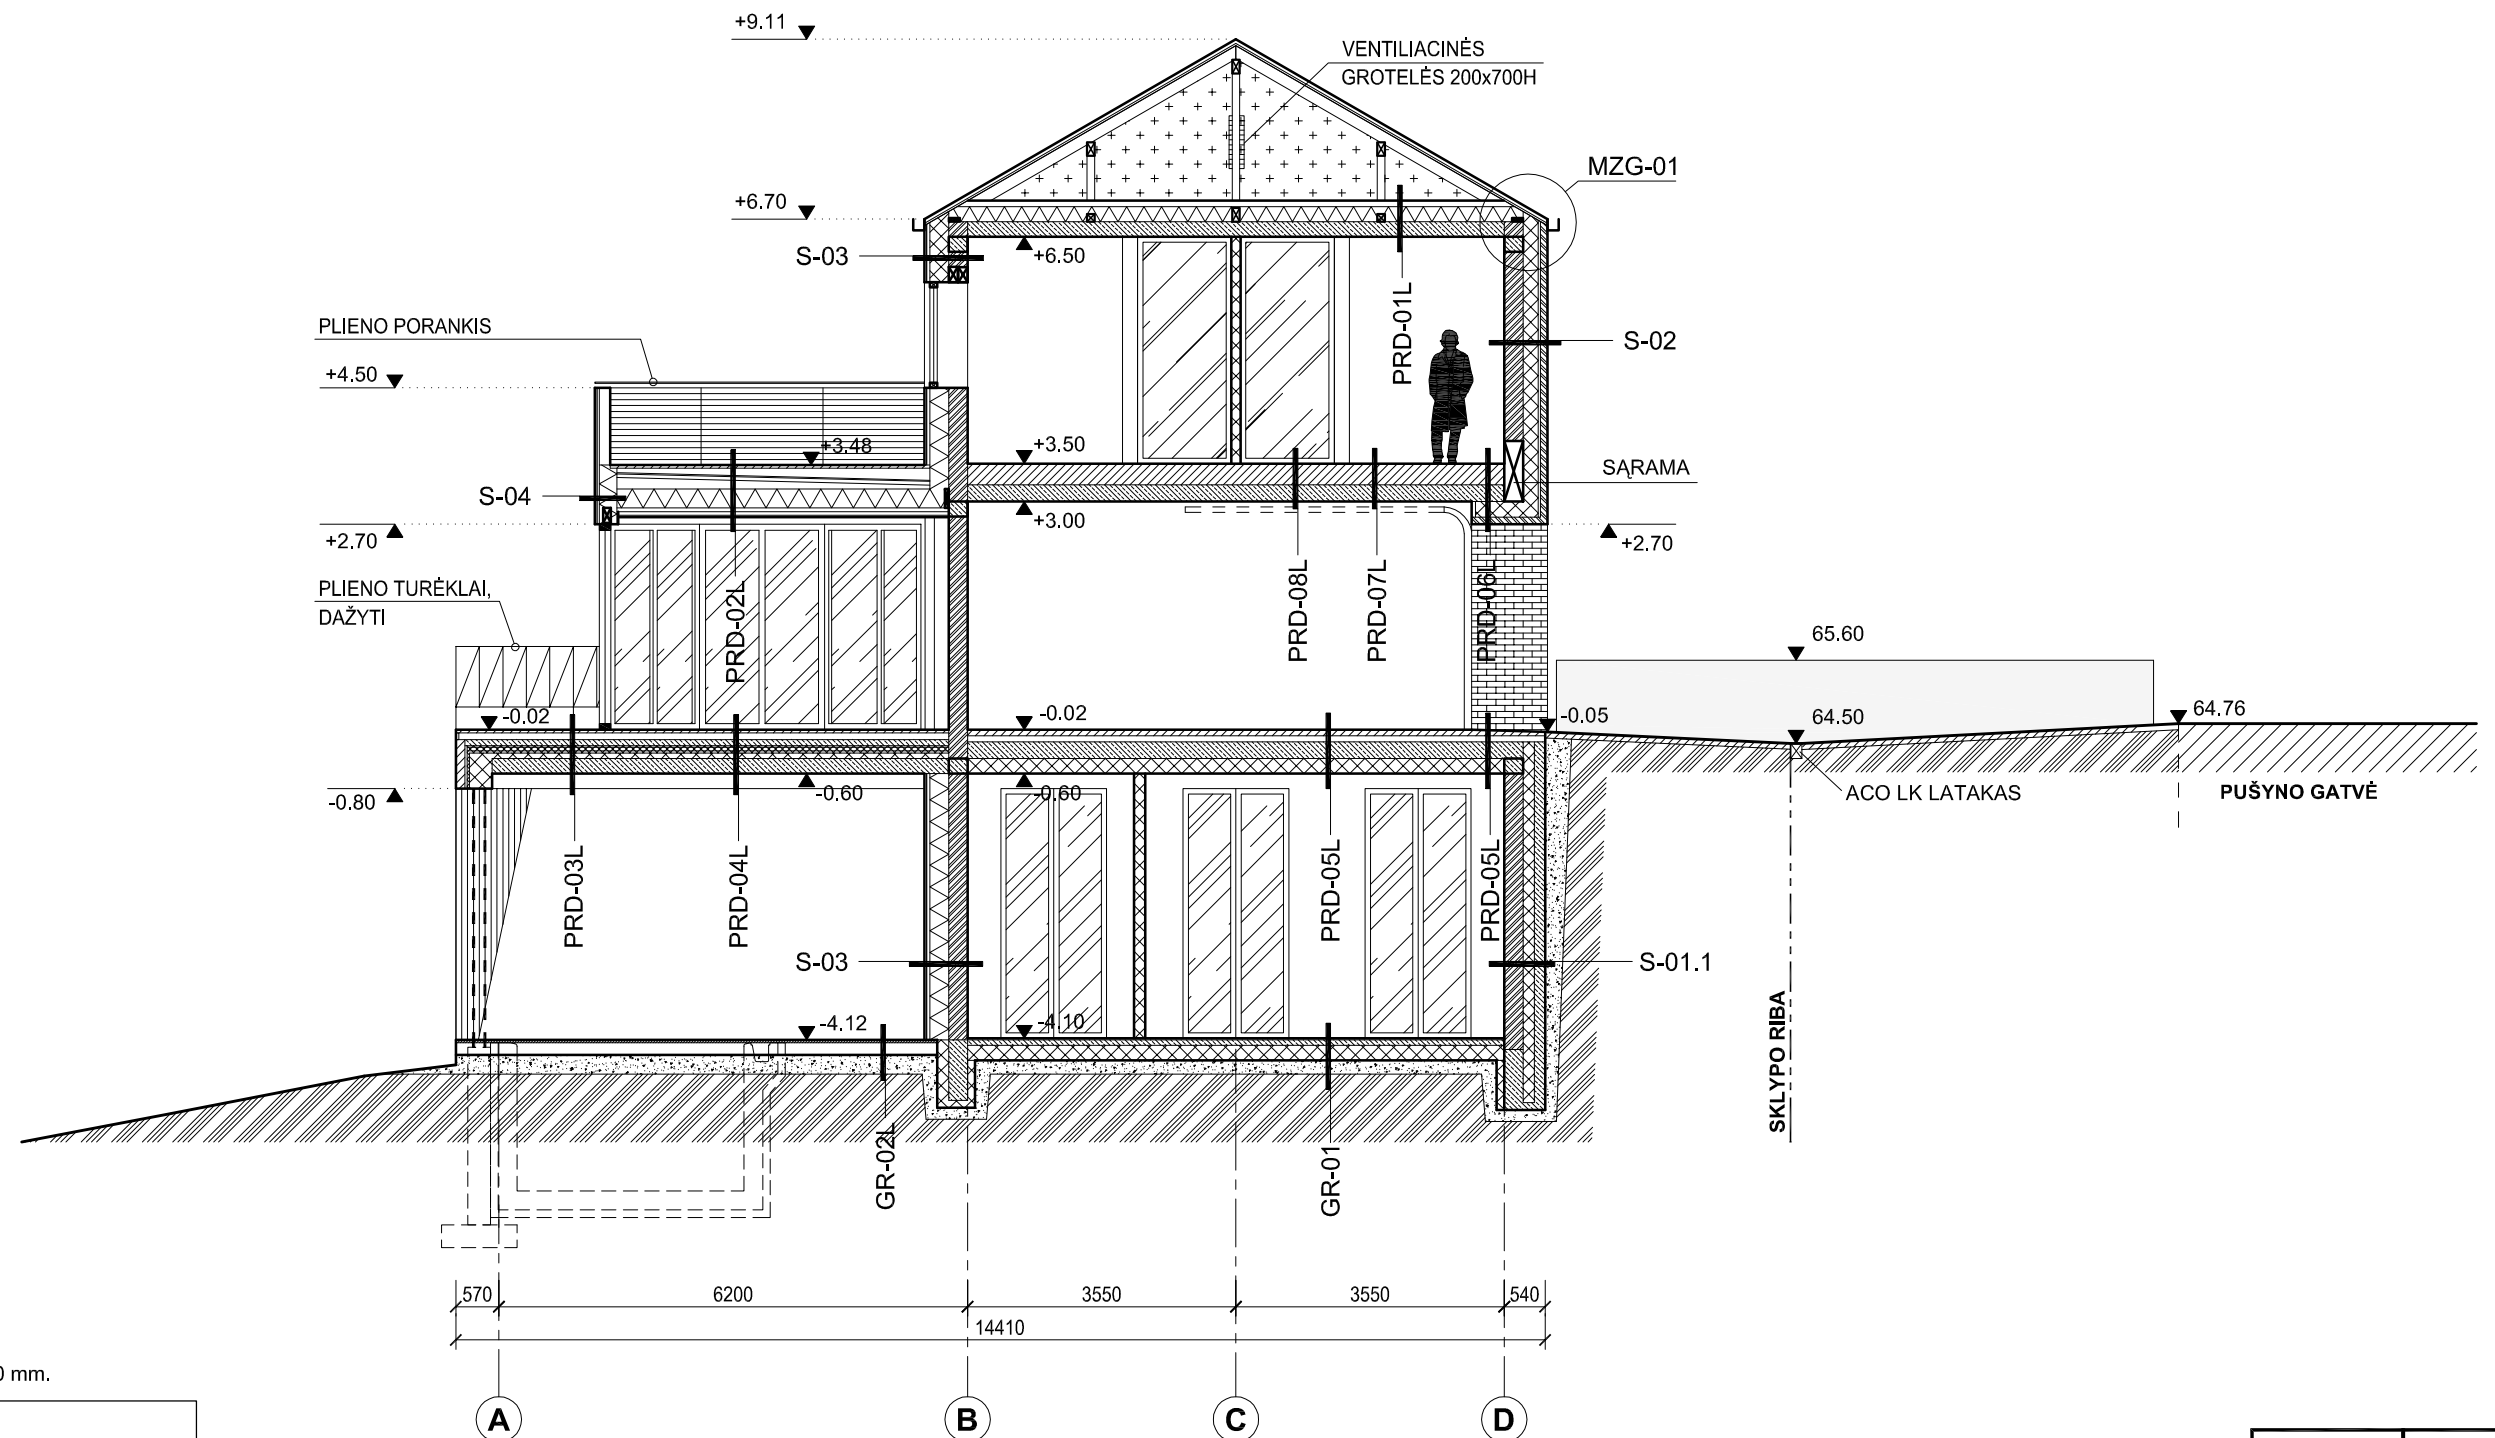 +9.11
VENTILIACINĖS
GROTELĖS 200x700H
MZG-01
+6.70
S-03
+6.50
PRD-01L
PLIENO PORANKIS
S-02
+4.50
+3.48
+3.50
SĄRAMA
S-04
+3.00
+2.70
+2.70
PLIENO TURĖKLAI,
DAŽYTI
PRD-02L
PRD-08L
PRD-07L
PRD-06L
65.60
-0.02
-0.02
-0.05
64.50
64.76
-0.80
-0.60
-0.60
ACO LK LATAKAS
PUŠYNO GATVĖ
PRD-03L
PRD-04L
PRD-05L
PRD-05L
S-03
S-01.1
-4.12
-4.10
SKLYPO RIBA
GR-02L
GR-01
570
6200
3550
3550
540
14410
0 mm.
A
B
C
D